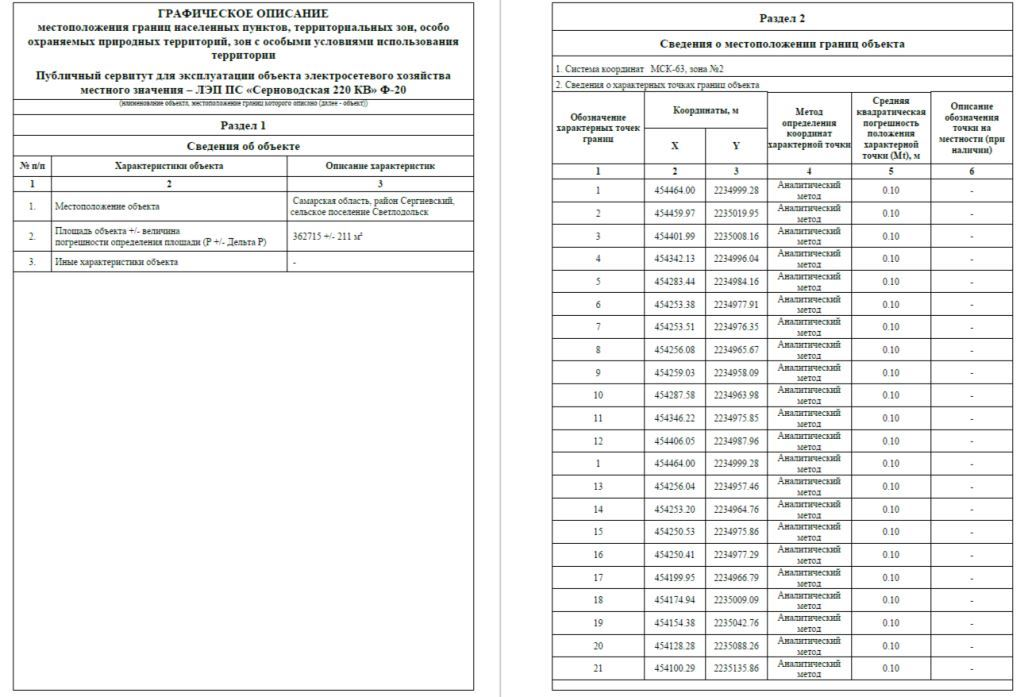 ГРАФИЧЕСКОЕ ОПИСАНИЕ
местоположения границ населенных пунктов, территориальных зон, особо
охраняемых природных территорий, зон с особыми условиями использования
территории
Публичный сервитут для эксплуатации объекта электросетевого хозяйства
местного значения – ЛЭП ПС «Серноводская 220 КВ» Ф-20
(наименование объекта, местоположение границ которого описано (далее - объект))
Раздел 1
Сведения об объекте
№ п/п Характеристики объекта Описание характеристик
1 2 3
1. Местоположение объекта Самарская область, район Сергиевский,
сельское поселение Светлодольск
2. Площадь объекта +/- величина
погрешности определения площади (P +/- Дельта P) 362715 +/- 211 м²
3. Иные характеристики объекта -
Раздел 2
Сведения о местоположении границ объекта
1. Система координат МСК-63, зона №2
2. Сведения о характерных точках границ объекта
Обозначение
характерных точек
границ
Координаты, м
X Y
Метод
определения
координат
характерной точки
Средняя
квадратическая
погрешность
положения
характерной
точки (Mt), м
Описание
обозначения
точки на
местности (при
наличии)
1 2 3 4 5 6
1 454464.00 2234999.28 Аналитический метод 0.10 -
2 454459.97 2235019.95 Аналитический метод 0.10 -
3 454401.99 2235008.16 Аналитический метод 0.10 -
4 454342.13 2234996.04 Аналитический метод 0.10 -
5 454283.44 2234984.16 Аналитический метод 0.10 -
6 454253.38 2234977.91 Аналитический метод 0.10 -
7 454253.51 2234976.35 Аналитический метод 0.10 -
8 454256.08 2234965.67 Аналитический метод 0.10 -
9 454259.03 2234958.09 Аналитический метод 0.10 -
10 454287.58 2234963.98 Аналитический метод 0.10 -
11 454346.22 2234975.85 Аналитический метод 0.10 -
12 454406.05 2234987.96 Аналитический метод 0.10 -
1 454464.00 2234999.28 Аналитический метод 0.10 -
13 454256.04 2234957.46 Аналитический метод 0.10 -
14 454253.20 2234964.76 Аналитический метод 0.10 -
15 454250.53 2234975.86 Аналитический метод 0.10 -
16 454250.41 2234977.29 Аналитический метод 0.10 -
17 454199.95 2234966.79 Аналитический метод 0.10 -
18 454174.94 2235009.09 Аналитический метод 0.10 -
19 454154.38 2235042.76 Аналитический метод 0.10 -
20 454128.28 2235088.26 Аналитический метод 0.10 -
21 454100.29 2235135.86 Аналитический метод 0.10 -